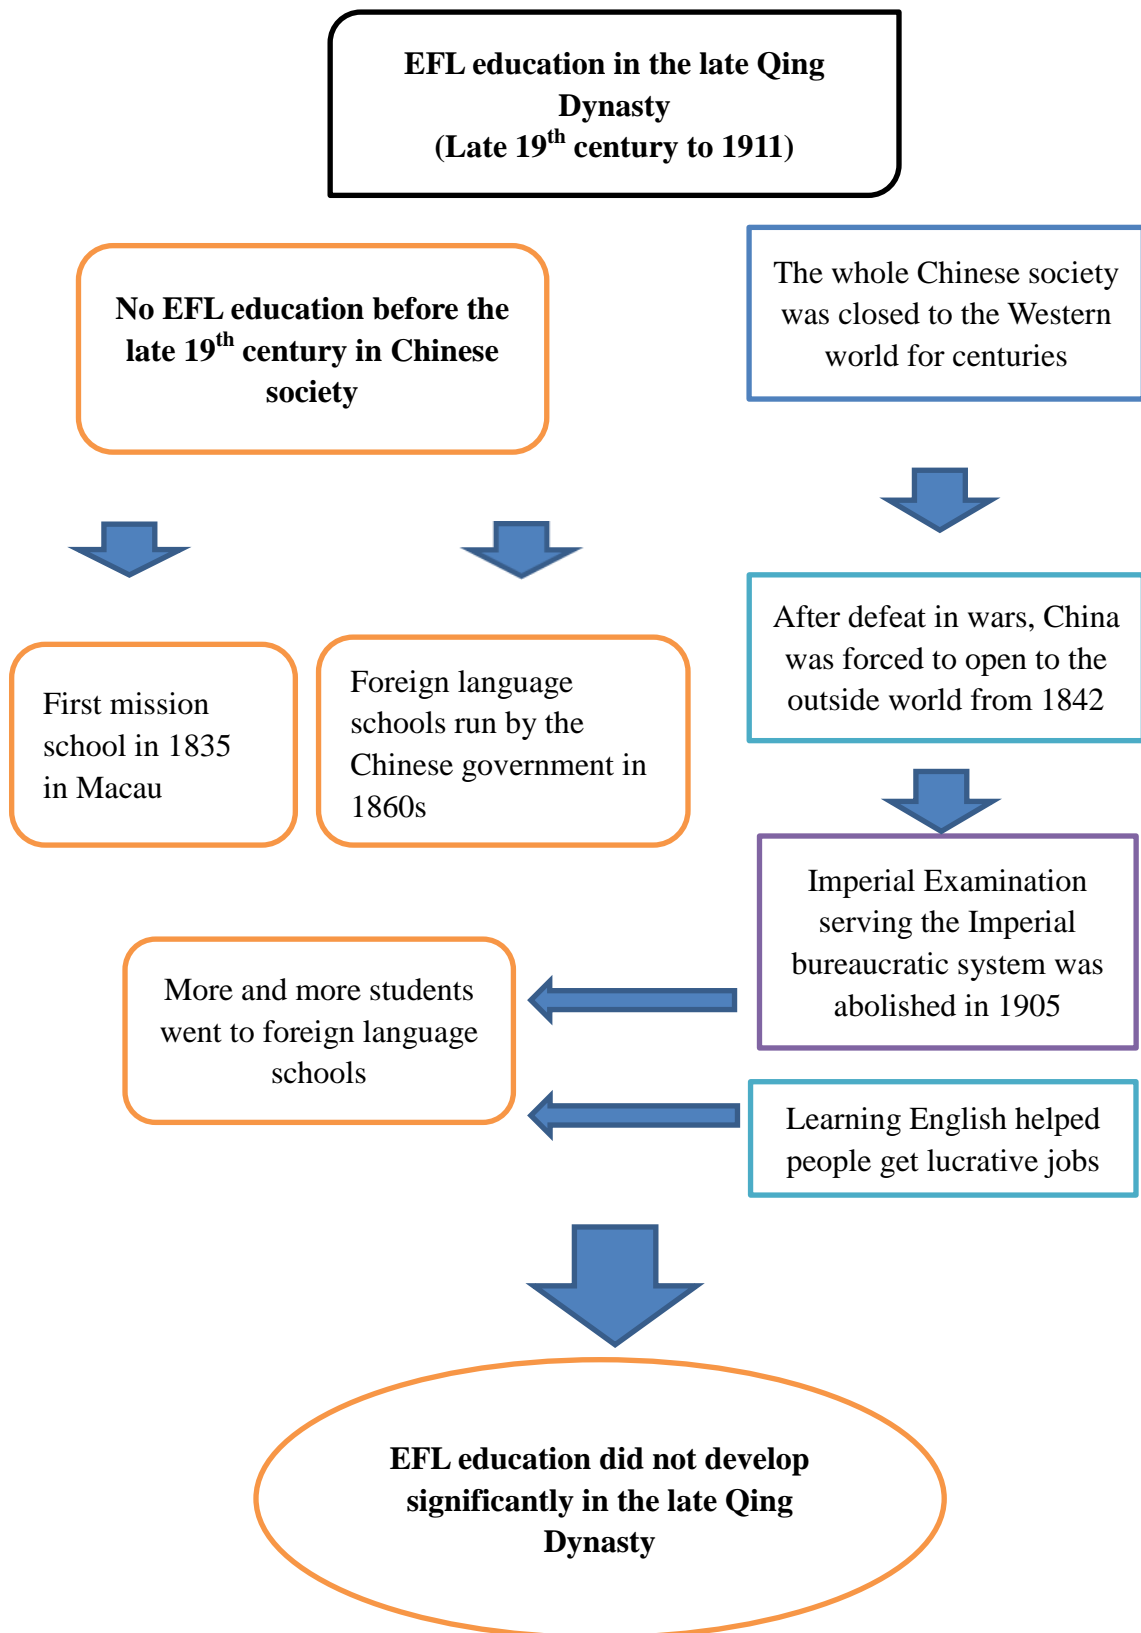 EFL education in the late Qing
Dynasty
(Late 19th century to 1911)
No EFL education before the
late 19th century in Chinese
society
The whole Chinese society
was closed to the Western
world for centuries
After defeat in wars, China
was forced to open to the
outside world from 1842
First mission
school in 1835
in Macau
Foreign language
schools run by the
Chinese government in
1860s
Imperial Examination
serving the Imperial
bureaucratic system was
abolished in 1905
More and more students
went to foreign language
schools
Learning English helped
people get lucrative jobs
EFL education did not develop
significantly in the late Qing
Dynasty